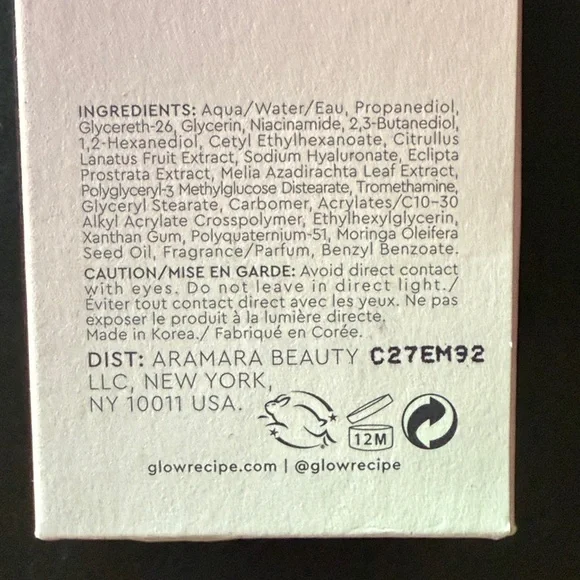 INGREDIENTS: Aqua/Water/Eau, Propanediol,
Glycereth-26, Glycerin, Niacinamide, 2,3-Butanediol,
1,2-Hexanediol, Cetyl Ethylhexanoate, Citrullus
Lanatus Fruit Extract, Sodium Hyaluronate, Eclipta
Prostrata Extract, Melia Azadirachta Leaf Extract,
Polyglyceryl-3 Methylglucose Distearate, Tromethamine,
Glyceryl Stearate, Carbomer, Acrylates/C10-30
Alkyl Acrylate Crosspolymer, Ethylhexylglycerin,
Xanthan Gum, Polyquaternium-51, Moringa Oleifera
Seed Oil, Fragrance/Parfum, Benzyl Benzoate.
CAUTION/MISE EN GARDE: Avoid direct contact
with eyes. Do not leave in direct light./
Éviter tout contact direct avec les yeux. Ne pas
exposer le produit à la lumière directe.
Made in Korea./ Fabriqué en Corée.
DIST: ARAMARA BEAUTY C27EM92
LLC, NEW YORK,
NY 10011 USA.
12M
glowrecipe.com | @glowrecipe